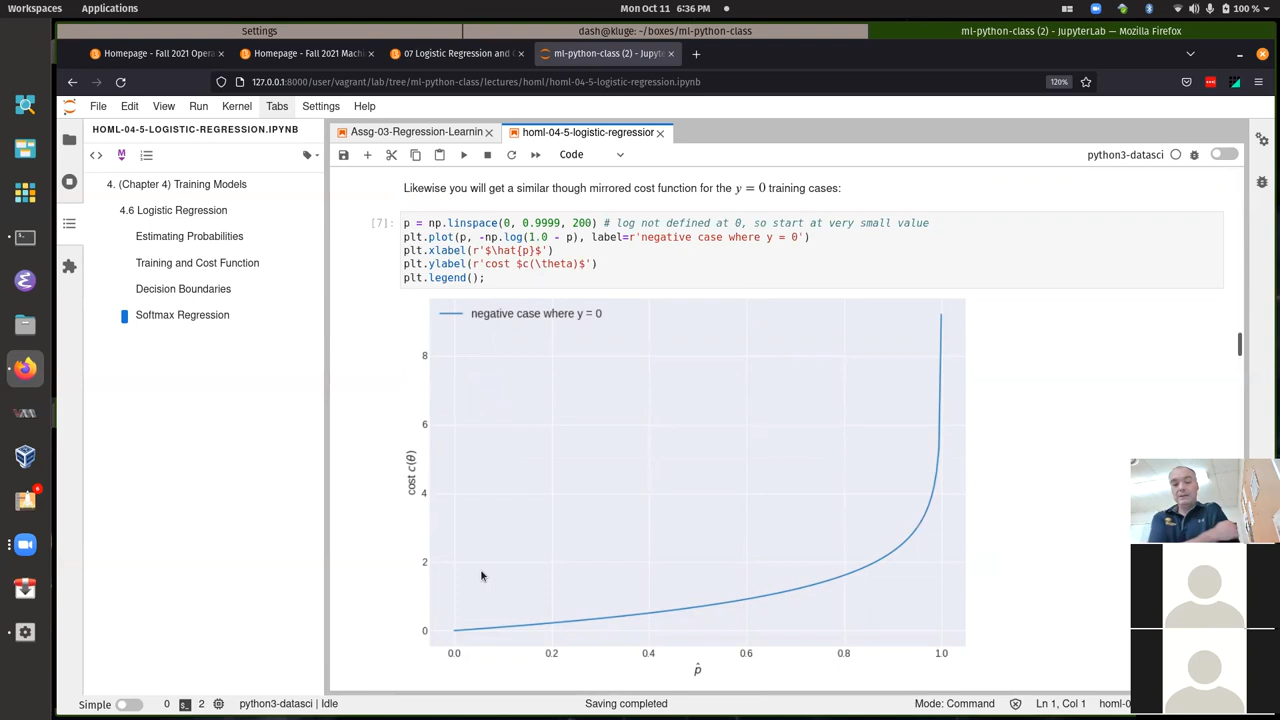 Workspaces Applications Mon Oct 11 6:36 PM 100 %
Settings dash@kluge: ~/boxes/ml-python-class ml-python-class (2) - JupyterLab — Mozilla Firefox
Homepage - Fall 2021 Opera Homepage - Fall 2021 Machi 07 Logistic Regression and C ml-python-class (2) - Jupyte
127.0.0.1:8000/user/vagrant/lab/tree/ml-python-class/lectures/homl/homl-04-5-logistic-regression.ipynb 120%
File Edit View Run Kernel Tabs Settings Help
HOML-04-5-LOGISTIC-REGRESSION.IPYNB
4. (Chapter 4) Training Models
4.6 Logistic Regression
Estimating Probabilities
Training and Cost Function
Decision Boundaries
Softmax Regression
Assg-03-Regression-Learnin homl-04-5-logistic-regression
Code python3-datasci
Likewise you will get a similar though mirrored cost function for the y = 0 training cases:
[7]: p = np.linspace(0, 0.9999, 200) # log not defined at 0, so start at very small value
plt.plot(p, -np.log(1.0 - p), label=r'negative case where y = 0')
plt.xlabel(r'$\hat{p}$')
plt.ylabel(r'cost $c(\theta)$')
plt.legend();
negative case where y = 0
8
6
4
2
0
cost c(θ)
0.0 0.2 0.4 0.6 0.8 1.0
p̂
Simple 0 2 python3-datasci | Idle Saving completed Mode: Command Ln 1, Col 1 homl-0